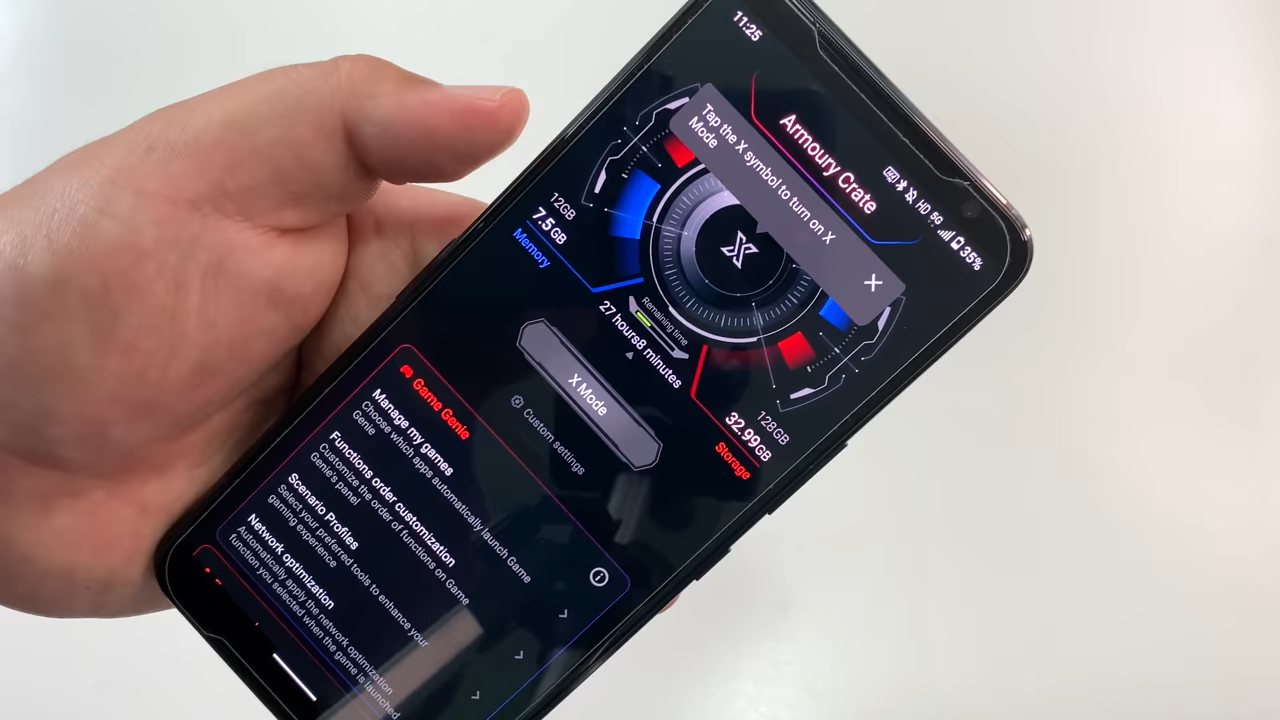 11:25
HD 5G
35%
Armoury Crate
Tap the X symbol to turn on X
Mode
12GB
7.5GB
Memory
Remaining time
27 hours8 minutes
128GB
32.99GB
Storage
X Mode
Custom settings
Game Genie
Manage my games
Choose which apps automatically launch Game
Genie
Functions order customization
Customize the order of functions on Game
Genie's panel
Scenario Profiles
Select your preferred tools to enhance your
gaming experience
Network optimization
Automatically apply the network optimization
function you selected when the game is launched